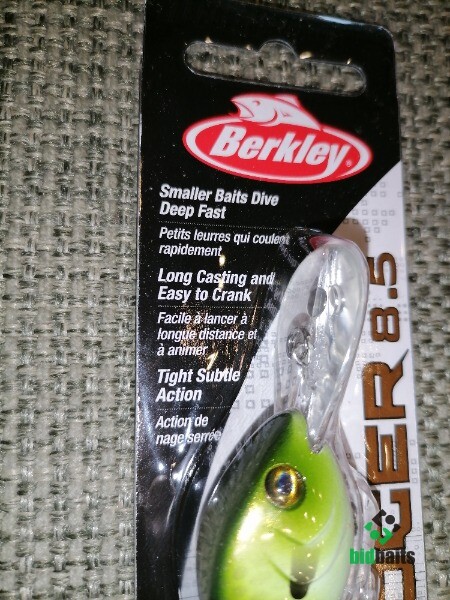 Berkley®
Smaller Baits Dive
Deep Fast
Petits leurres qui coulent
rapidement
Long Casting and
Easy to Crank
Facile à lancer à
longue distance et
à animer
Tight Subtle
Action
Action de
nage serrée
GER 8.5
bidbaits